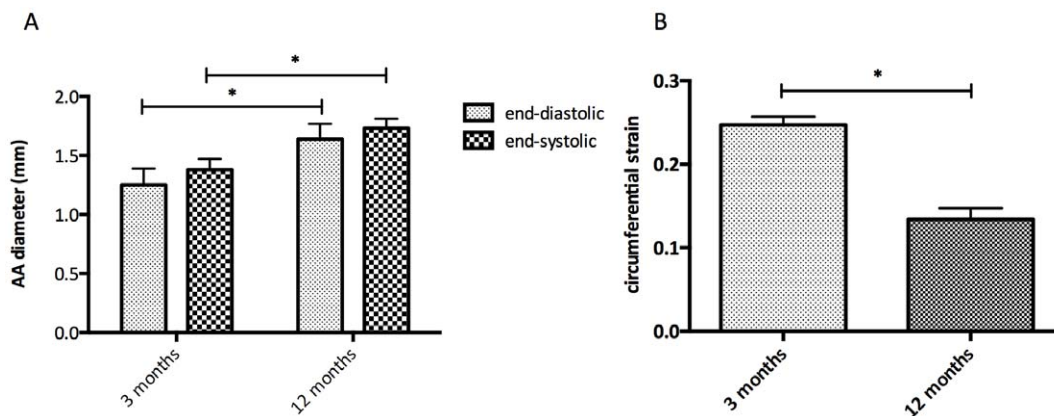 A
*
*
2.0
1.5
1.0
0.5
0.0
AA diameter (mm)
3 months
12 months
end-diastolic
end-systolic
B
*
0.3
0.2
0.1
0.0
circumferential strain
3 months
12 months